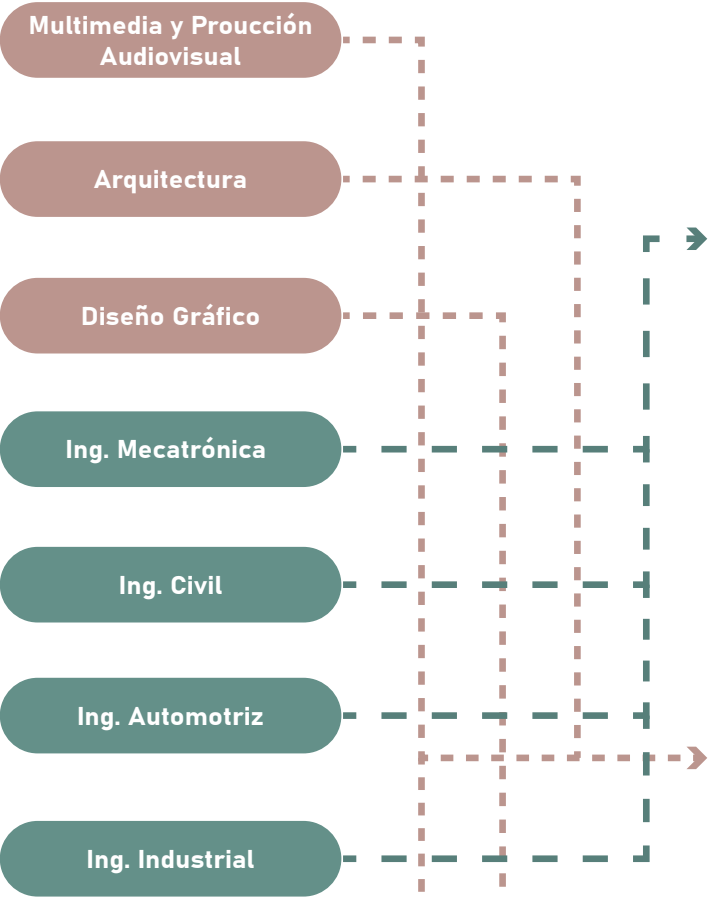 Multimedia y Proucción
Audiovisual
Arquitectura
Diseño Gráfico
Ing. Mecatrónica
Ing. Civil
Ing. Automotriz
Ing. Industrial